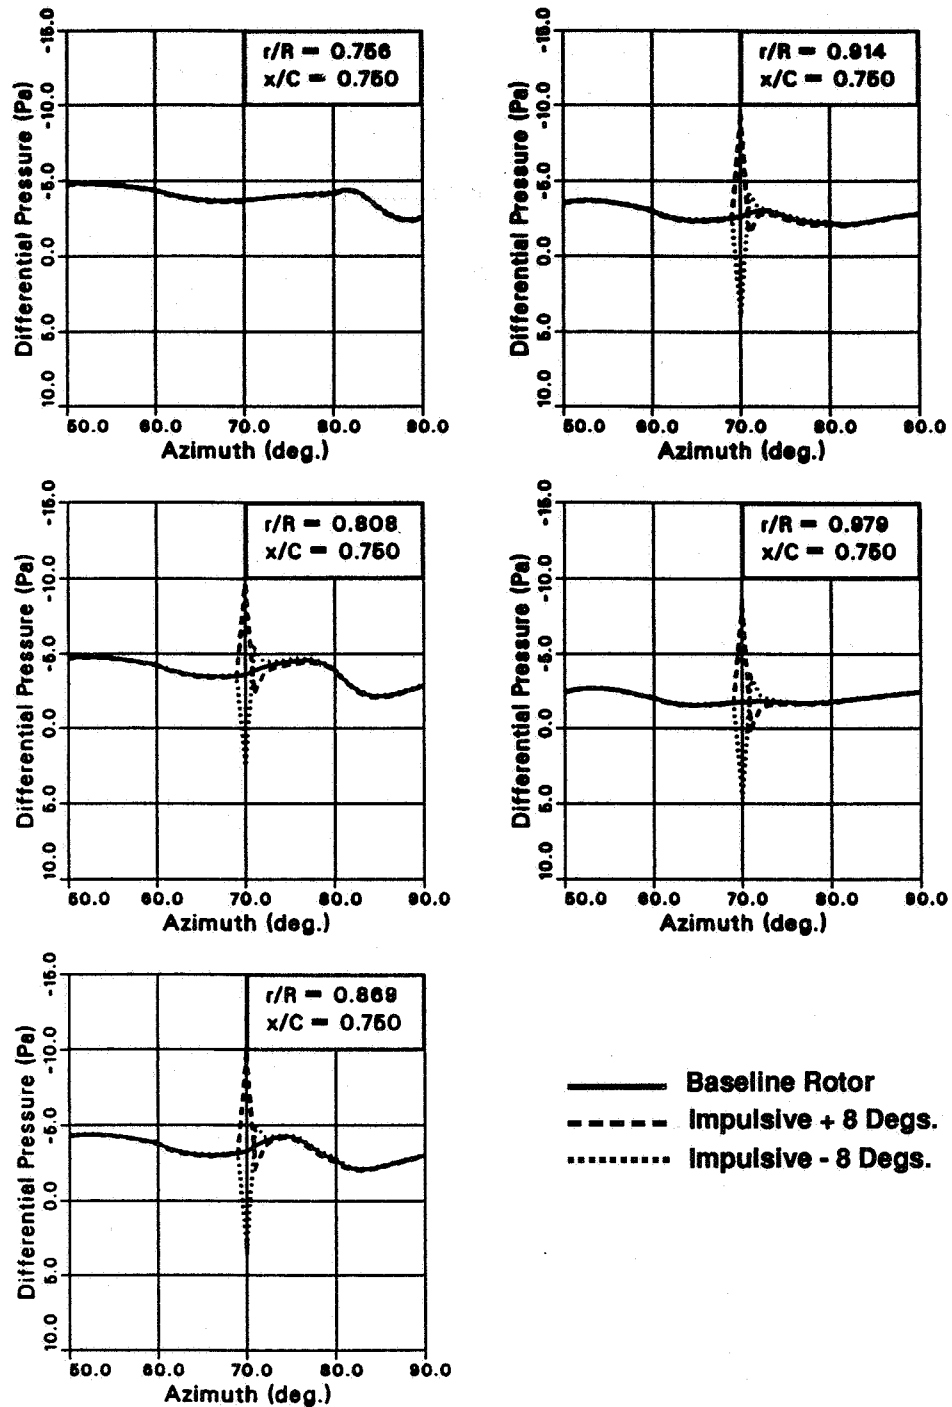 r/R = 0.756
x/C = 0.750
Differential Pressure (Pa)
-15.0
-10.0
-5.0
0.0
5.0
10.0
50.0 60.0 70.0 80.0 90.0
Azimuth (deg.)
r/R = 0.914
x/C = 0.750
Differential Pressure (Pa)
-15.0
-10.0
-5.0
0.0
5.0
10.0
50.0 60.0 70.0 80.0 90.0
Azimuth (deg.)
r/R = 0.808
x/C = 0.750
Differential Pressure (Pa)
-15.0
-10.0
-5.0
0.0
5.0
10.0
50.0 60.0 70.0 80.0 90.0
Azimuth (deg.)
r/R = 0.979
x/C = 0.750
Differential Pressure (Pa)
-15.0
-10.0
-5.0
0.0
5.0
10.0
50.0 60.0 70.0 80.0 90.0
Azimuth (deg.)
r/R = 0.869
x/C = 0.750
Differential Pressure (Pa)
-15.0
-10.0
-5.0
0.0
5.0
10.0
50.0 60.0 70.0 80.0 90.0
Azimuth (deg.)
Baseline Rotor
Impulsive + 8 Degs.
Impulsive - 8 Degs.